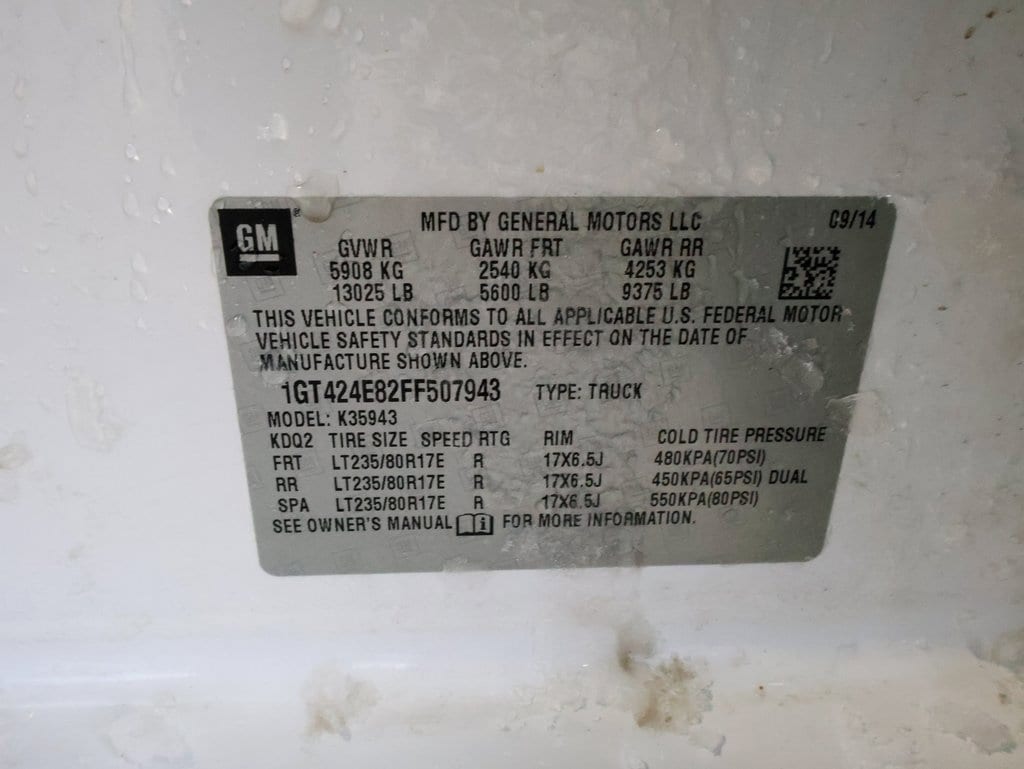 GM ®
MFD BY GENERAL MOTORS LLC 09/14
GVWR GAWR FRT GAWR RR
5908 KG 2540 KG 4253 KG
13025 LB 5600 LB 9375 LB
THIS VEHICLE CONFORMS TO ALL APPLICABLE U.S. FEDERAL MOTOR
VEHICLE SAFETY STANDARDS IN EFFECT ON THE DATE OF
MANUFACTURE SHOWN ABOVE.
1GT424E82FF507943 TYPE: TRUCK
MODEL: K35943
KDQ2 TIRE SIZE SPEED RTG RIM COLD TIRE PRESSURE
FRT LT235/80R17E R 17X6.5J 480KPA(70PSI)
RR LT235/80R17E R 17X6.5J 450KPA(65PSI) DUAL
SPA LT235/80R17E R 17X6.5J 550KPA(80PSI)
SEE OWNER'S MANUAL i FOR MORE INFORMATION.